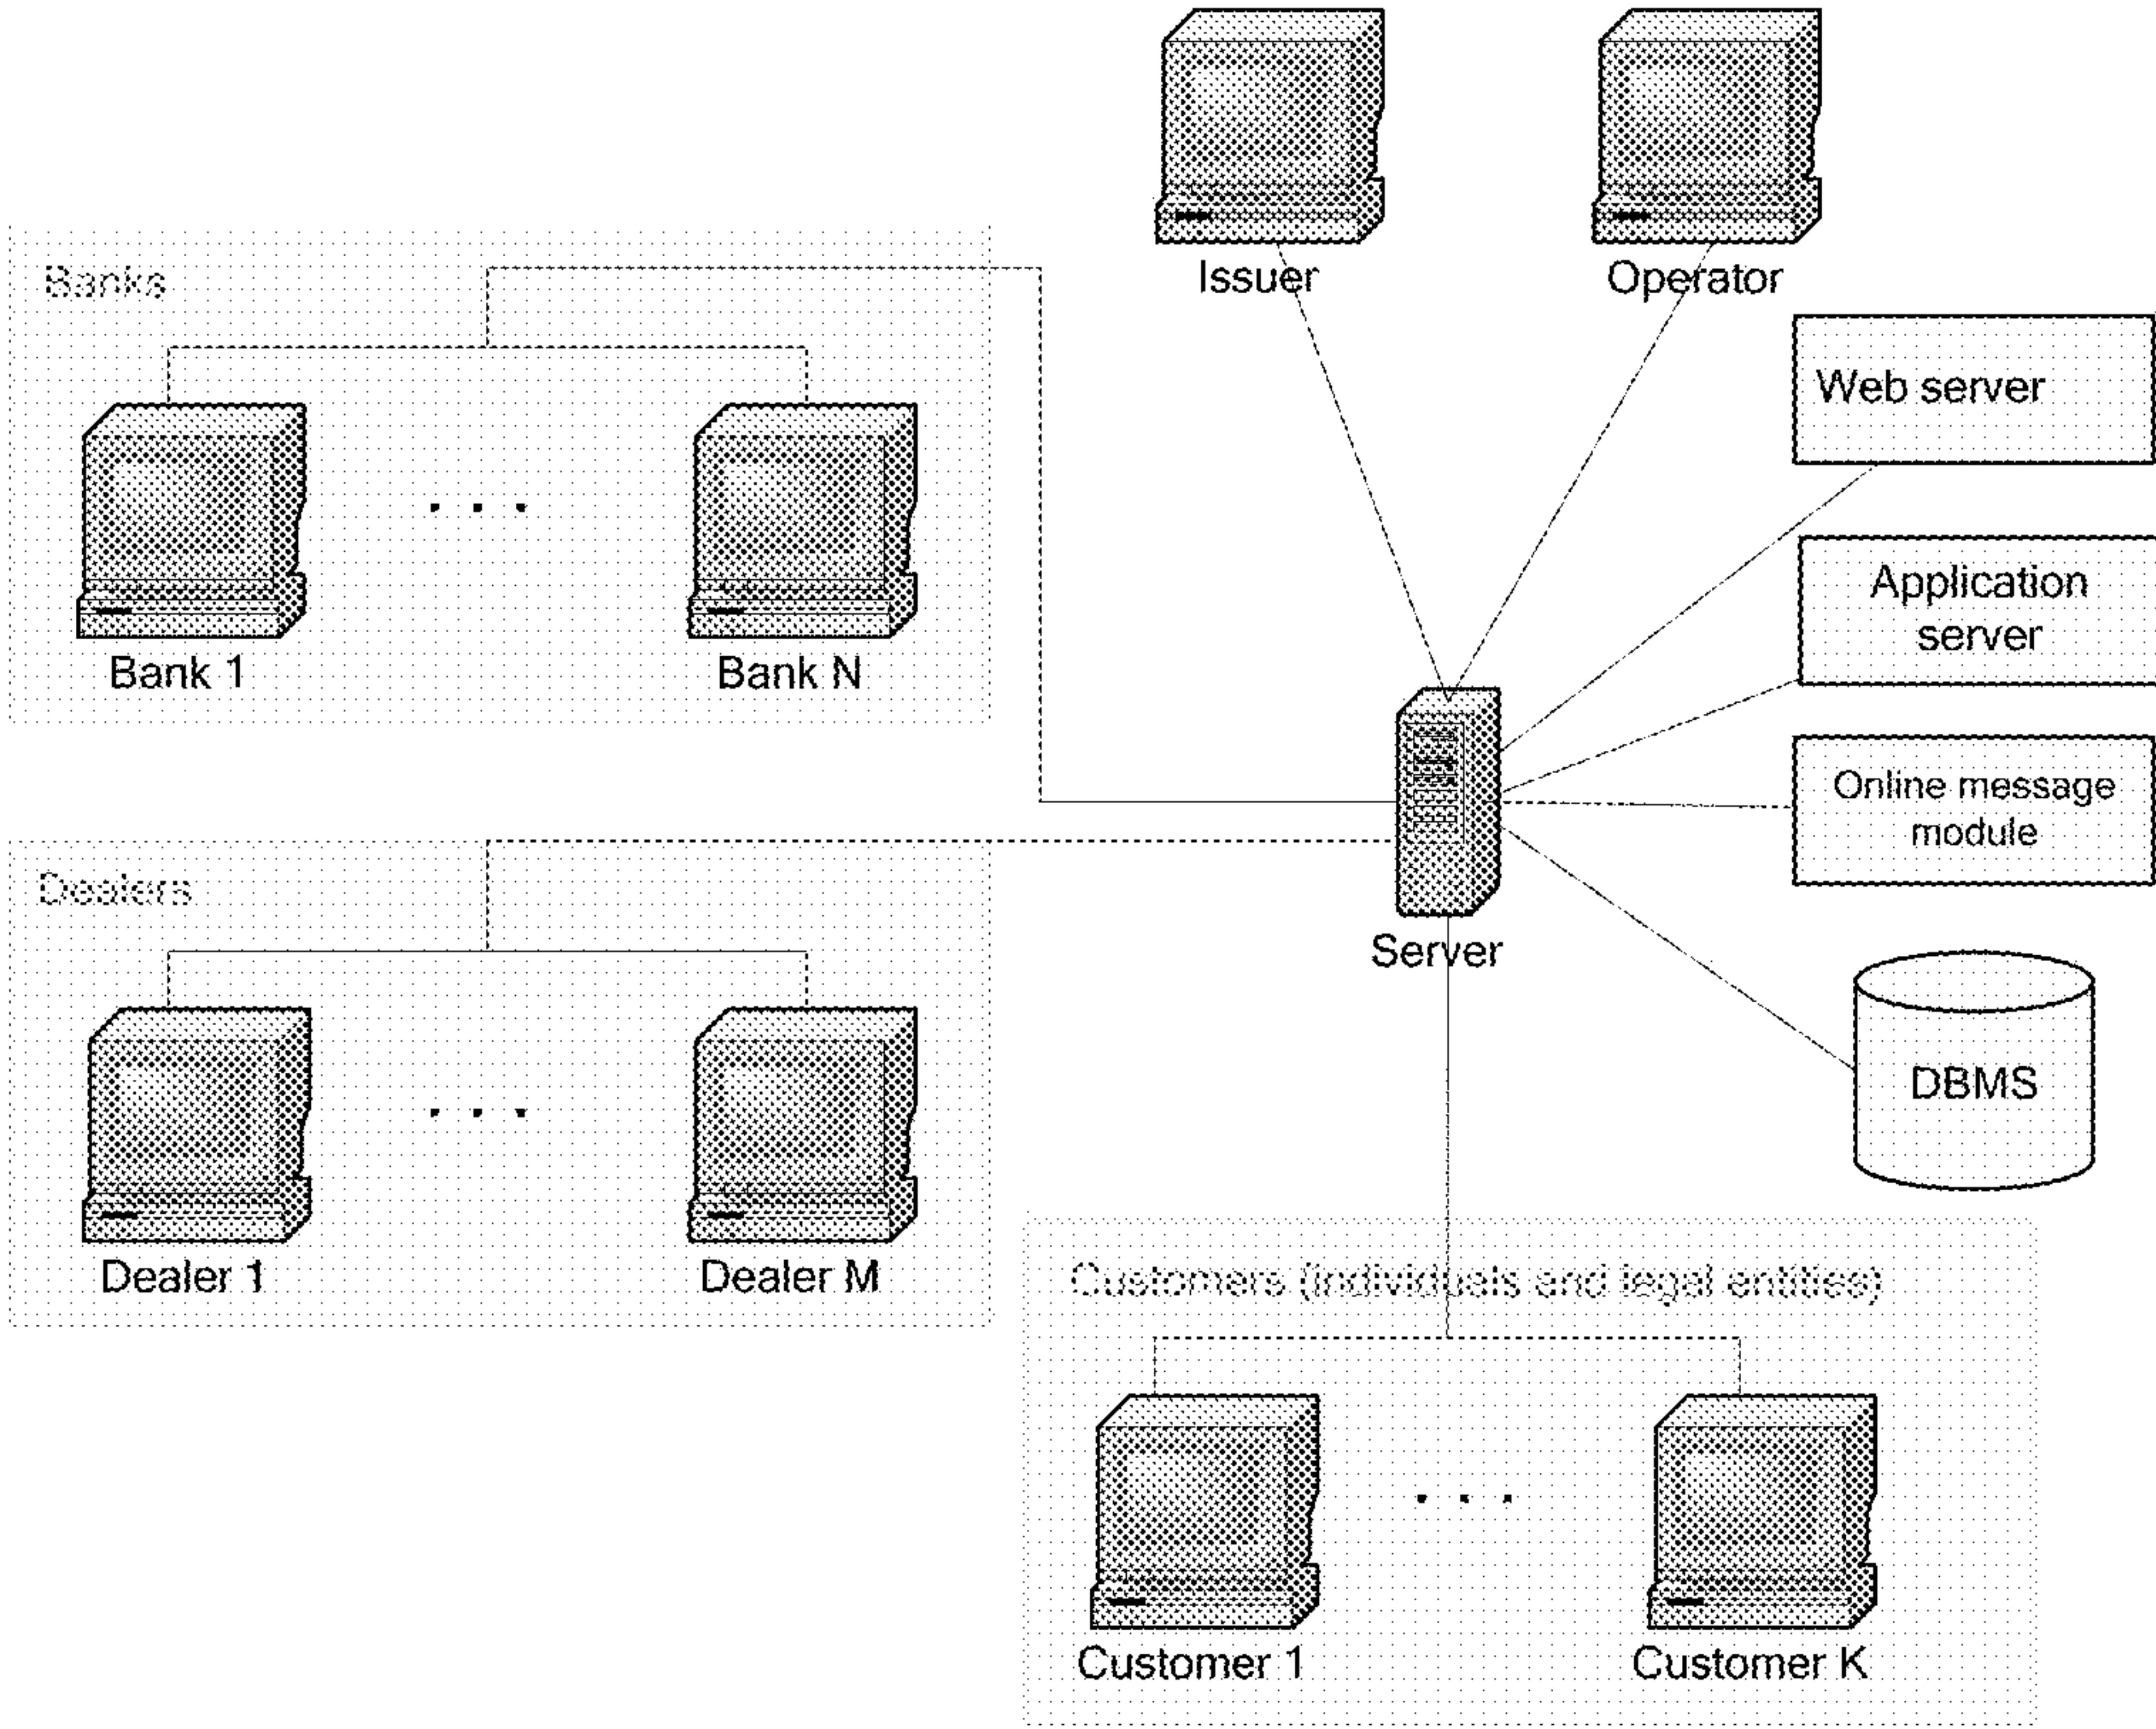 Issuer
Operator
Banks
Web server
Bank 1
. . .
Bank N
Application
server
Online message
module
Dealers
Server
DBMS
Dealer 1
. . .
Dealer M
Customers (individuals and legal entities)
Customer 1
. . .
Customer K